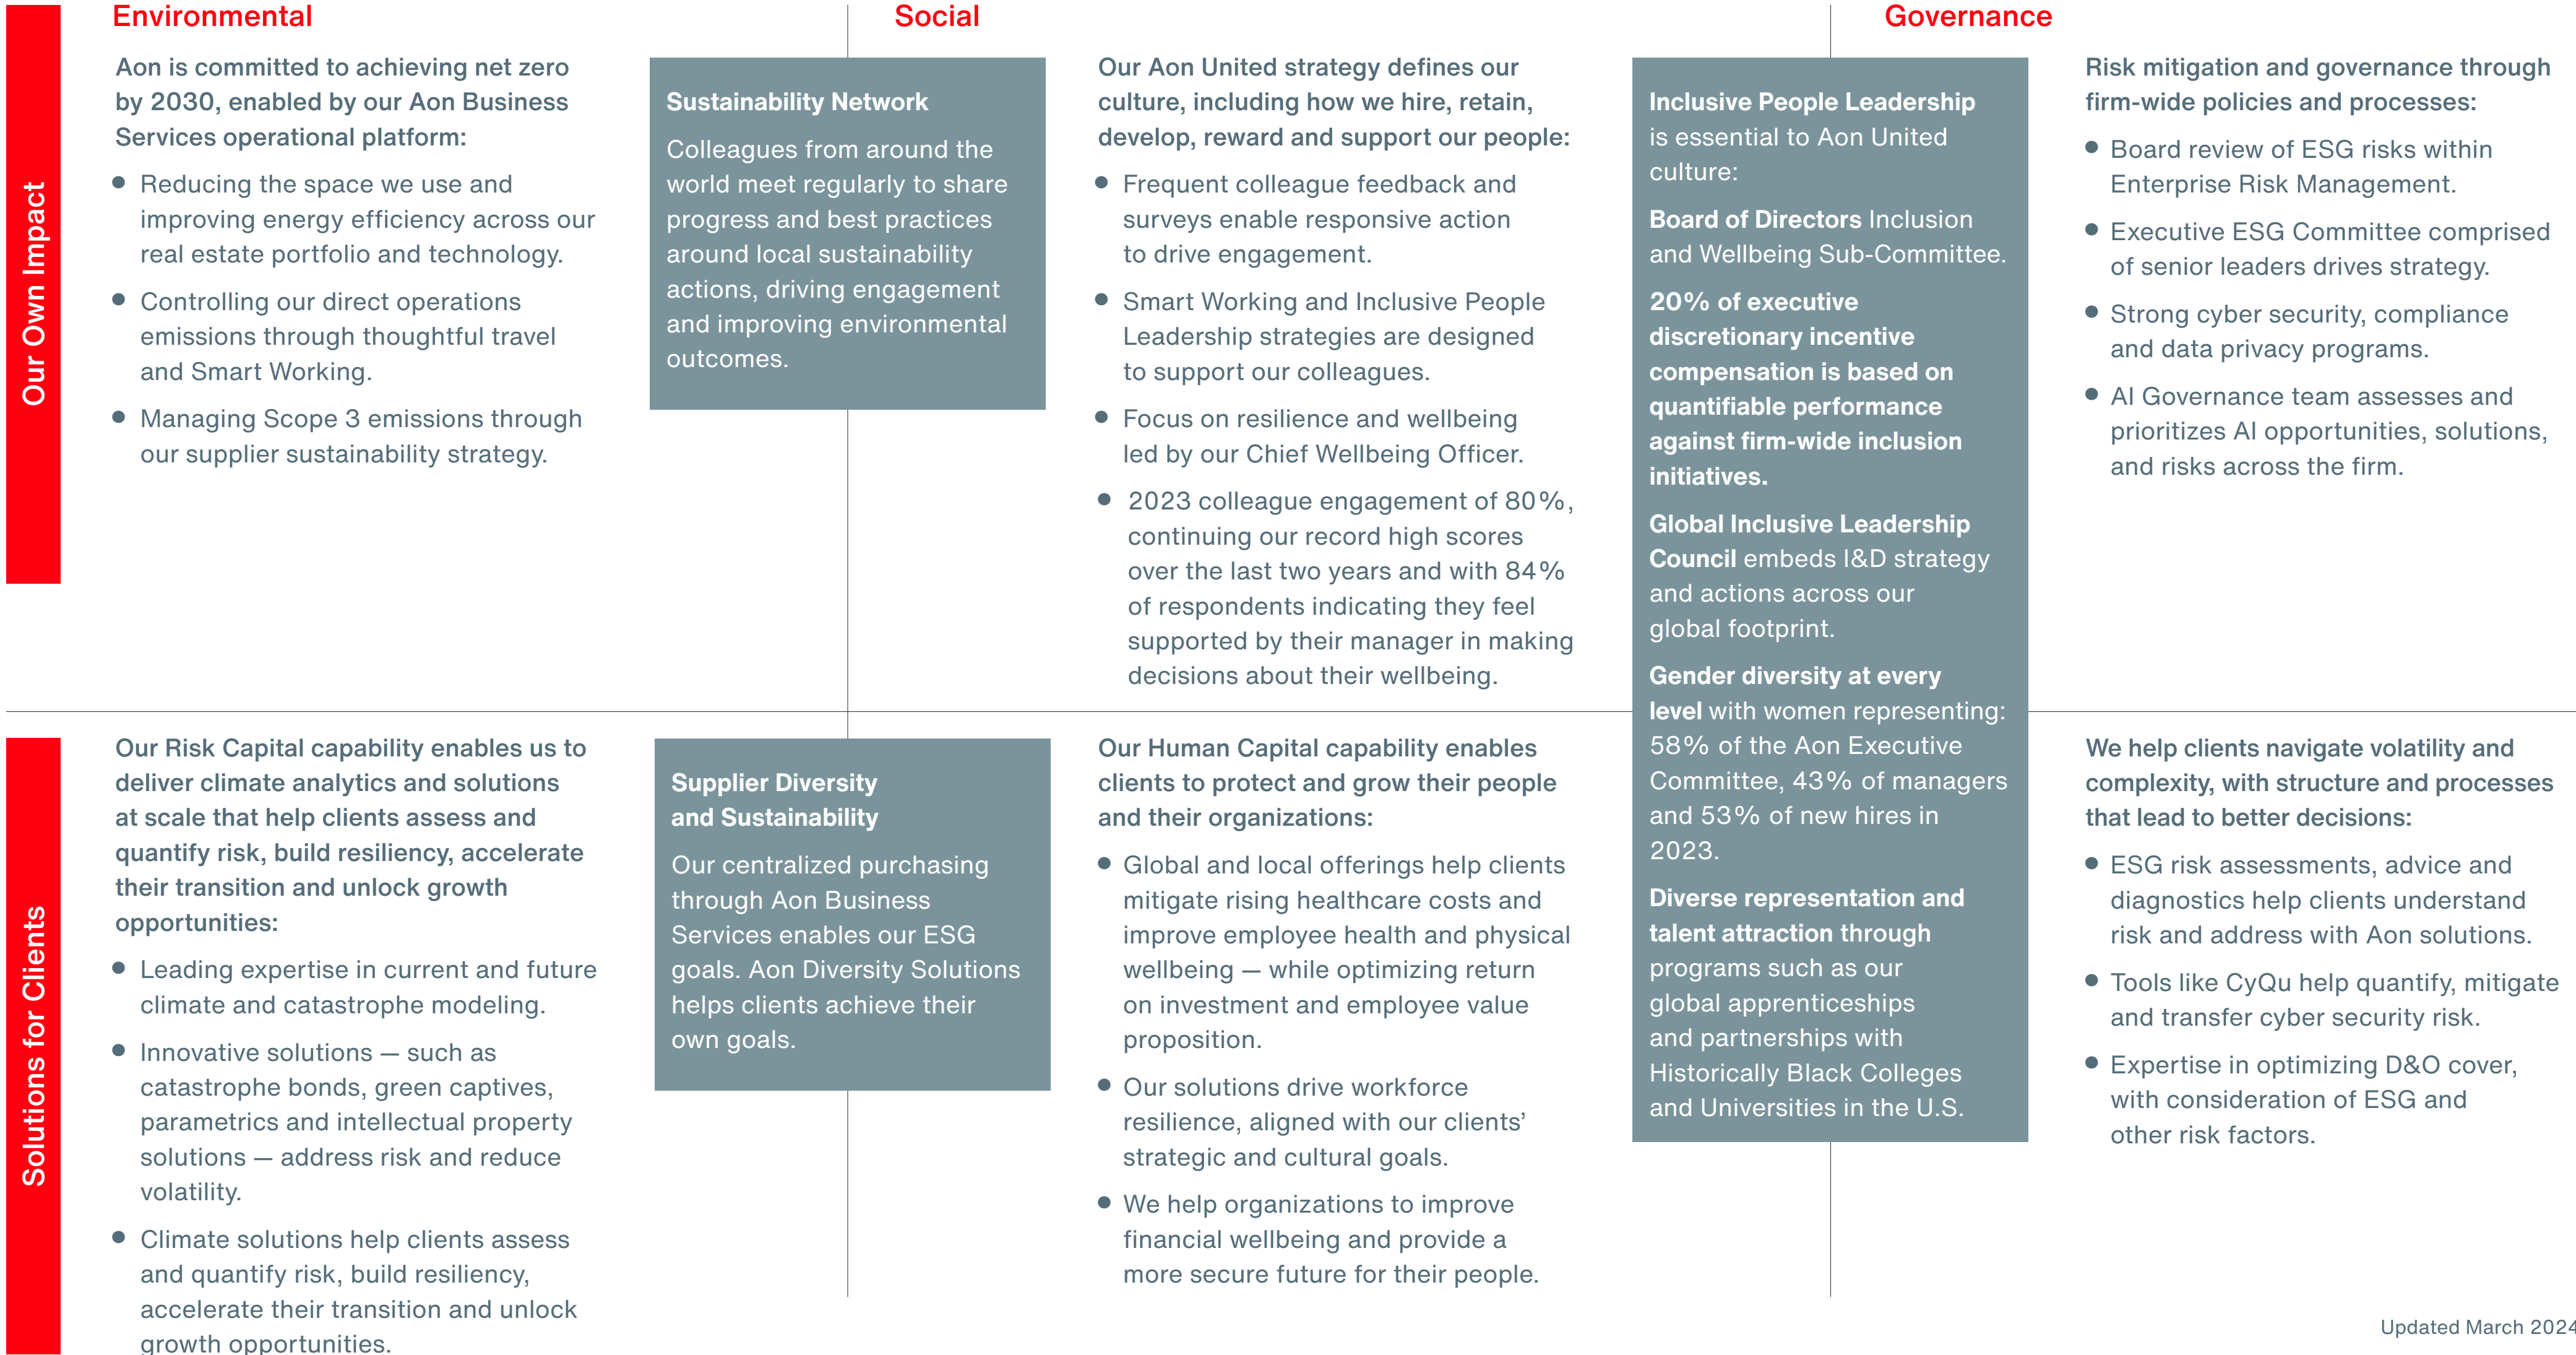 Environmental
Social
Governance
Our Own Impact
Aon is committed to achieving net zero
by 2030, enabled by our Aon Business
Services operational platform:
● Reducing the space we use and
improving energy efficiency across our
real estate portfolio and technology.
● Controlling our direct operations
emissions through thoughtful travel
and Smart Working.
● Managing Scope 3 emissions through
our supplier sustainability strategy.
Sustainability Network
Colleagues from around the
world meet regularly to share
progress and best practices
around local sustainability
actions, driving engagement
and improving environmental
outcomes.
Our Aon United strategy defines our
culture, including how we hire, retain,
develop, reward and support our people:
● Frequent colleague feedback and
surveys enable responsive action
to drive engagement.
● Smart Working and Inclusive People
Leadership strategies are designed
to support our colleagues.
● Focus on resilience and wellbeing
led by our Chief Wellbeing Officer.
● 2023 colleague engagement of 80%,
continuing our record high scores
over the last two years and with 84%
of respondents indicating they feel
supported by their manager in making
decisions about their wellbeing.
Inclusive People Leadership
is essential to Aon United
culture:
Board of Directors Inclusion
and Wellbeing Sub-Committee.
20% of executive
discretionary incentive
compensation is based on
quantifiable performance
against firm-wide inclusion
initiatives.
Global Inclusive Leadership
Council embeds I&D strategy
and actions across our
global footprint.
Gender diversity at every
level with women representing:
58% of the Aon Executive
Committee, 43% of managers
and 53% of new hires in
2023.
Diverse representation and
talent attraction through
programs such as our
global apprenticeships
and partnerships with
Historically Black Colleges
and Universities in the U.S.
Risk mitigation and governance through
firm-wide policies and processes:
● Board review of ESG risks within
Enterprise Risk Management.
● Executive ESG Committee comprised
of senior leaders drives strategy.
● Strong cyber security, compliance
and data privacy programs.
● AI Governance team assesses and
prioritizes AI opportunities, solutions,
and risks across the firm.
Solutions for Clients
Our Risk Capital capability enables us to
deliver climate analytics and solutions
at scale that help clients assess and
quantify risk, build resiliency, accelerate
their transition and unlock growth
opportunities:
● Leading expertise in current and future
climate and catastrophe modeling.
● Innovative solutions — such as
catastrophe bonds, green captives,
parametrics and intellectual property
solutions — address risk and reduce
volatility.
● Climate solutions help clients assess
and quantify risk, build resiliency,
accelerate their transition and unlock
growth opportunities.
Supplier Diversity
and Sustainability
Our centralized purchasing
through Aon Business
Services enables our ESG
goals. Aon Diversity Solutions
helps clients achieve their
own goals.
Our Human Capital capability enables
clients to protect and grow their people
and their organizations:
● Global and local offerings help clients
mitigate rising healthcare costs and
improve employee health and physical
wellbeing — while optimizing return
on investment and employee value
proposition.
● Our solutions drive workforce
resilience, aligned with our clients’
strategic and cultural goals.
● We help organizations to improve
financial wellbeing and provide a
more secure future for their people.
We help clients navigate volatility and
complexity, with structure and processes
that lead to better decisions:
● ESG risk assessments, advice and
diagnostics help clients understand
risk and address with Aon solutions.
● Tools like CyQu help quantify, mitigate
and transfer cyber security risk.
● Expertise in optimizing D&O cover,
with consideration of ESG and
other risk factors.
Updated March 2024